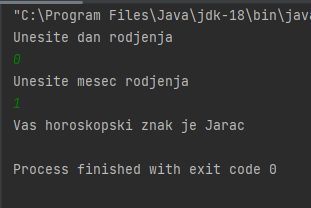 "C:\Program Files\Java\jdk-18\bin\java
Unesite dan rodjenja
0
Unesite mesec rodjenja
1
Vas horoskopski znak je Jarac
Process finished with exit code 0